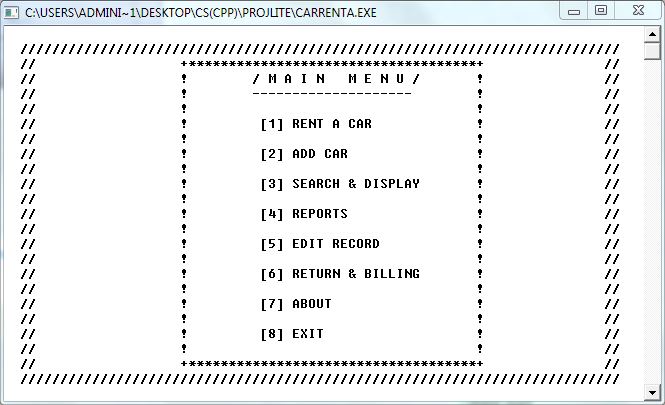 C:\USERS\ADMINI~1\DESKTOP\CS(CPP)\PROJLITE\CARRENTA.EXE
///////////////////////////////////////////////////////////////////////////
// +************************************+ //
// ! / M A I N   M E N U / ! //
// ! -------------------- ! //
// ! ! //
// ! [1] RENT A CAR ! //
// ! ! //
// ! [2] ADD CAR ! //
// ! ! //
// ! [3] SEARCH & DISPLAY ! //
// ! ! //
// ! [4] REPORTS ! //
// ! ! //
// ! [5] EDIT RECORD ! //
// ! ! //
// ! [6] RETURN & BILLING ! //
// ! ! //
// ! [7] ABOUT ! //
// ! ! //
// ! [8] EXIT ! //
// ! ! //
// +************************************+ //
///////////////////////////////////////////////////////////////////////////